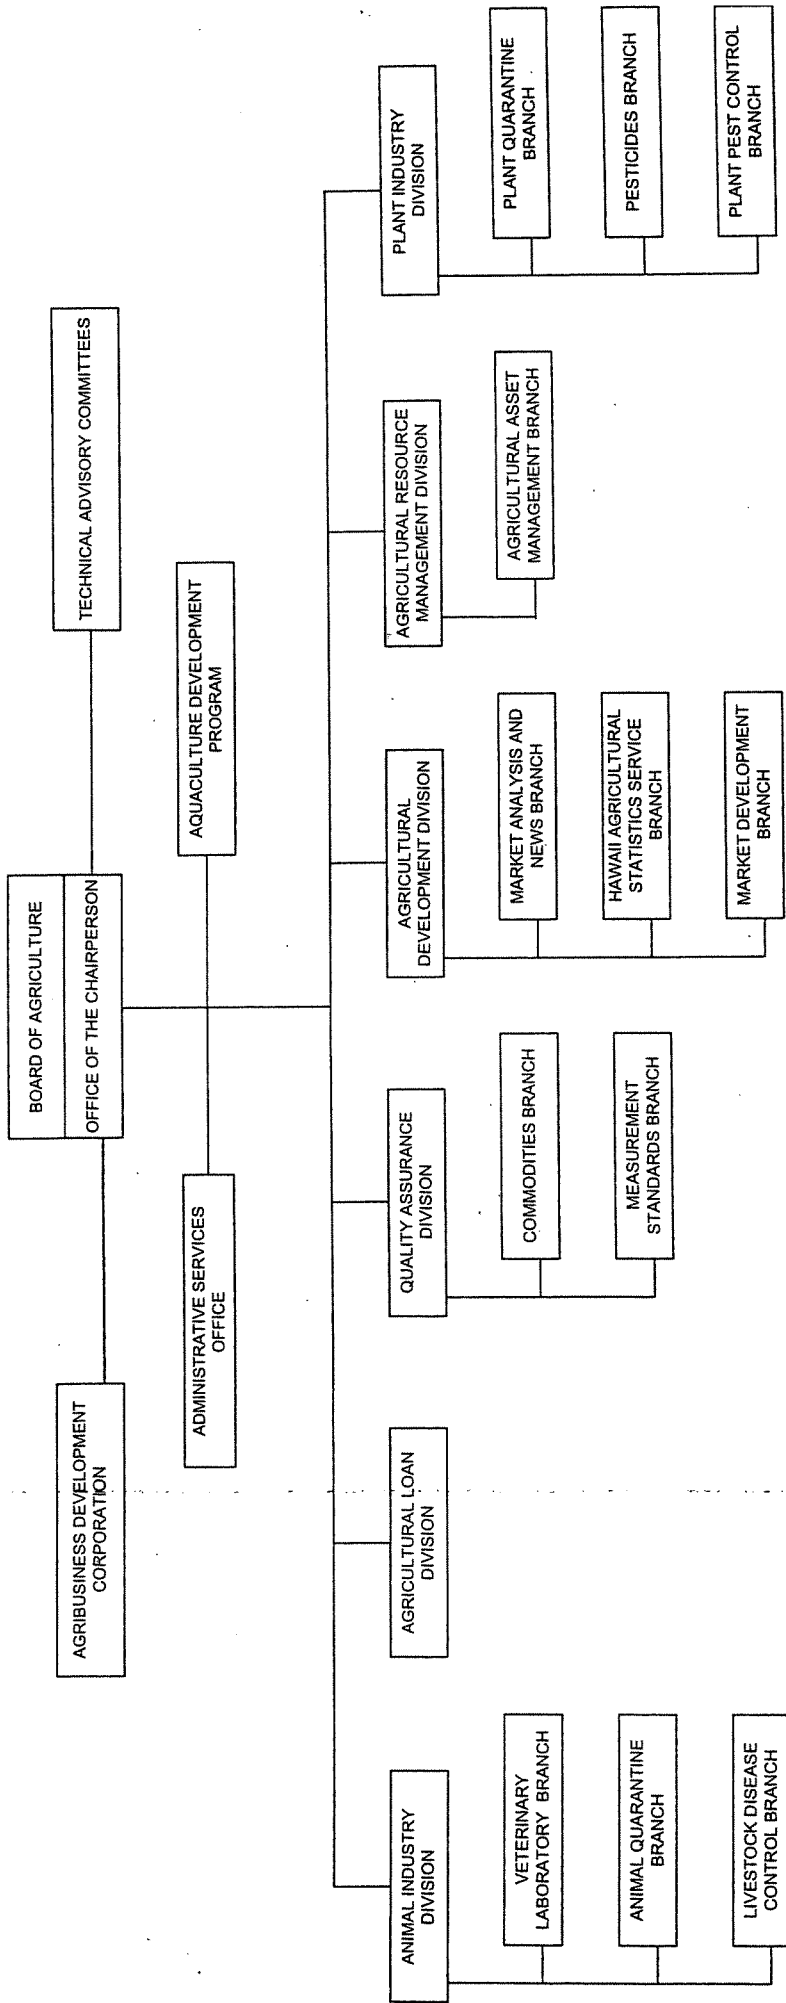 BOARD OF AGRICULTURE
OFFICE OF THE CHAIRPERSON
AGRIBUSINESS DEVELOPMENT
CORPORATION
TECHNICAL ADVISORY COMMITTEES
ADMINISTRATIVE SERVICES
OFFICE
AQUACULTURE DEVELOPMENT
PROGRAM
ANIMAL INDUSTRY
DIVISION
VETERINARY
LABORATORY BRANCH
ANIMAL QUARANTINE
BRANCH
LIVESTOCK DISEASE
CONTROL BRANCH
AGRICULTURAL LOAN
DIVISION
QUALITY ASSURANCE
DIVISION
COMMODITIES BRANCH
MEASUREMENT
STANDARDS BRANCH
AGRICULTURAL
DEVELOPMENT DIVISION
MARKET ANALYSIS AND
NEWS BRANCH
HAWAII AGRICULTURAL
STATISTICS SERVICE
BRANCH
MARKET DEVELOPMENT
BRANCH
AGRICULTURAL RESOURCE
MANAGEMENT DIVISION
AGRICULTURAL ASSET
MANAGEMENT BRANCH
PLANT INDUSTRY
DIVISION
PLANT QUARANTINE
BRANCH
PESTICIDES BRANCH
PLANT PEST CONTROL
BRANCH